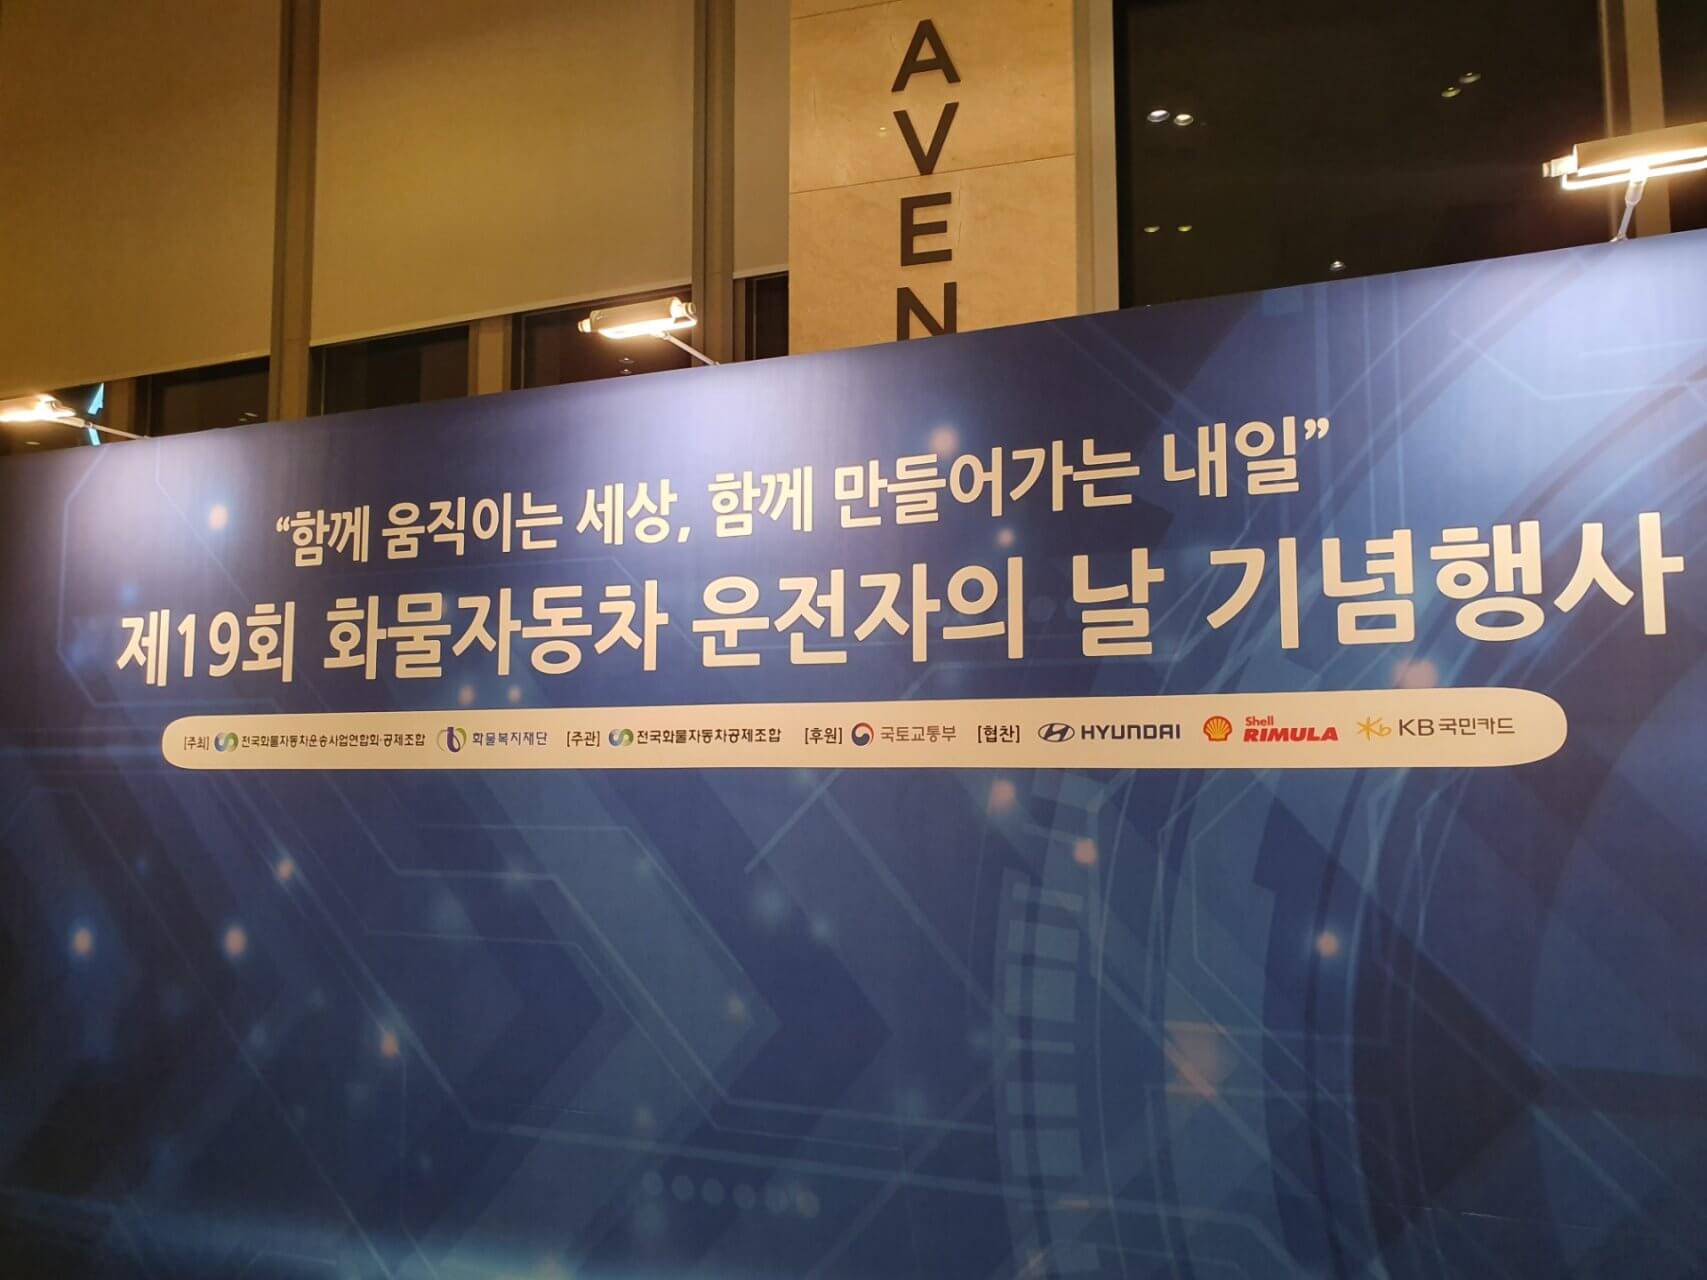 AVEN
“함께 움직이는 세상, 함께 만들어가는 내일”
제19회 화물자동차 운전자의 날 기념행사
[주최] 전국화물자동차운송사업연합회·공제조합 화물복지재단 [주관] 전국화물자동차공제조합 [후원] 국토교통부 [협찬] HYUNDAI Shell RIMULA KB국민카드